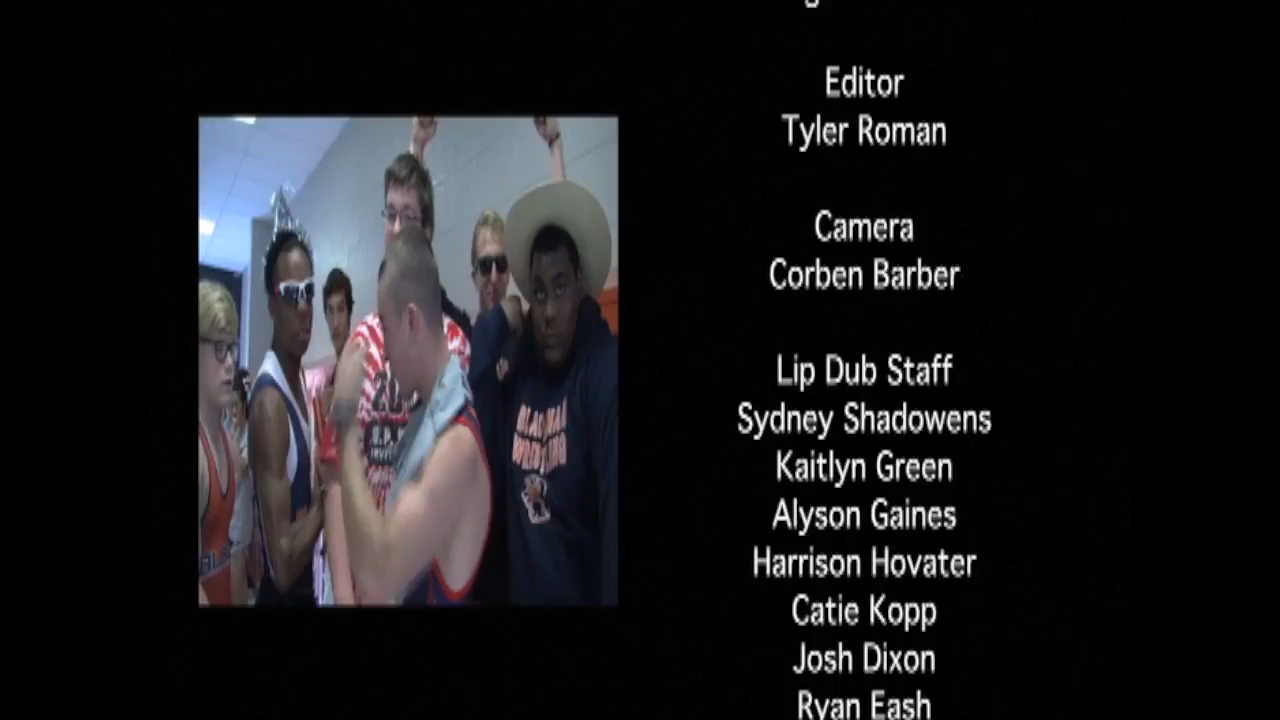 Editor
Tyler Roman
Camera
Corben Barber
Lip Dub Staff
Sydney Shadowens
Kaitlyn Green
Alyson Gaines
Harrison Hovater
Catie Kopp
Josh Dixon
Ryan Eash
WRESTLING